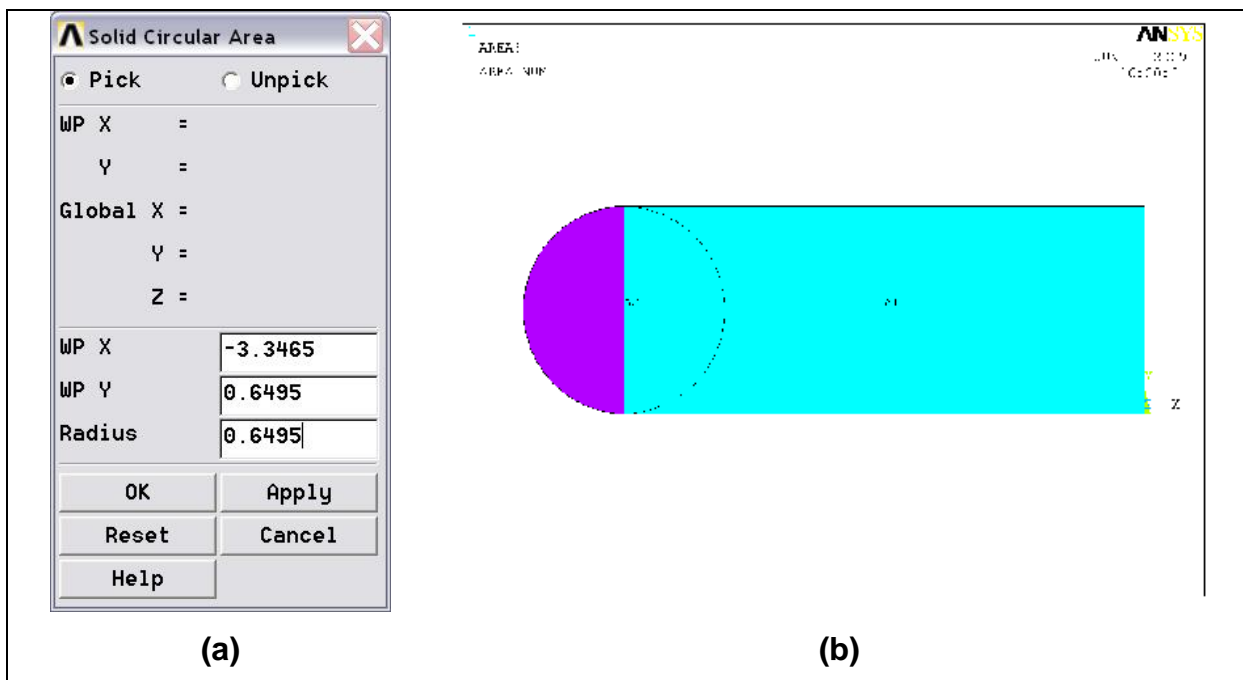 Solid Circular Area
Pick Unpick
WP X =
Y =
Global X =
Y =
Z =
WP X -3.3465
WP Y 0.6495
Radius 0.6495
OK Apply
Reset Cancel
Help
(a)
ANSYS
AREAS
AREA NUM
(b)